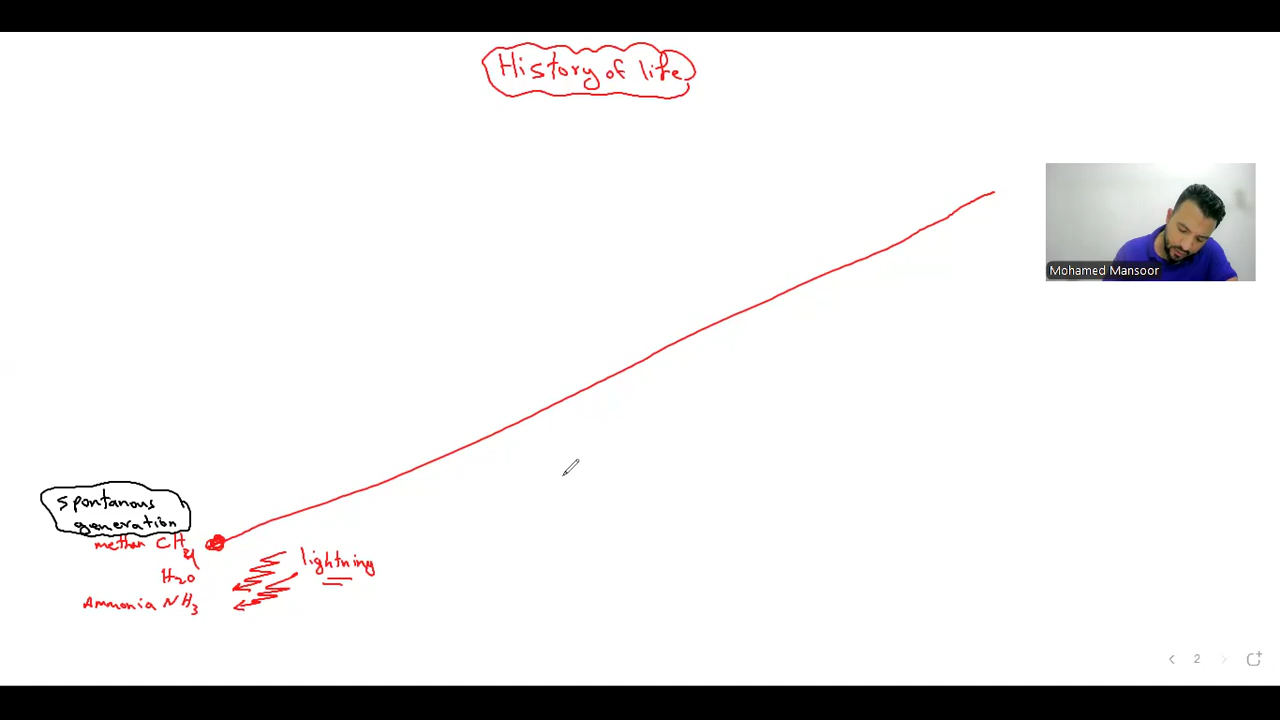 History of life
Mohamed Mansoor
spontanous
generation
methan CH4
H2O
Ammonia NH3
lightning
2